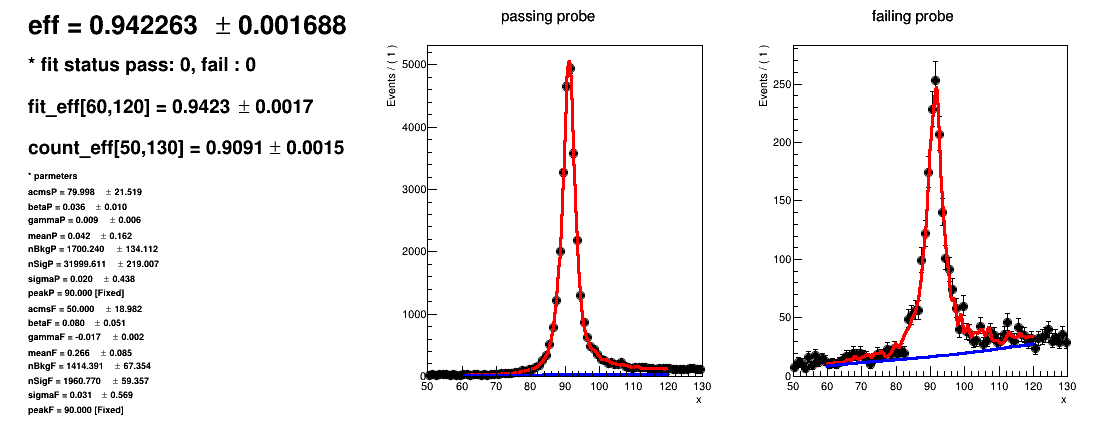 eff = 0.942263 ± 0.001688
* fit status pass: 0, fail : 0
fit_eff[60,120] = 0.9423 ± 0.0017
count_eff[50,130] = 0.9091 ± 0.0015
* parmeters
acmsP = 79.998 ± 21.519
betaP = 0.036 ± 0.010
gammaP = 0.009 ± 0.006
meanP = 0.042 ± 0.162
nBkgP = 1700.240 ± 134.112
nSigP = 31999.611 ± 219.007
sigmaP = 0.020 ± 0.438
peakP = 90.000 [Fixed]
acmsF = 50.000 ± 18.982
betaF = 0.080 ± 0.051
gammaF = -0.017 ± 0.002
meanF = 0.266 ± 0.085
nBkgF = 1414.391 ± 67.354
nSigF = 1960.770 ± 59.357
sigmaF = 0.031 ± 0.569
peakF = 90.000 [Fixed]
passing probe
Events / ( 1 )
5000
4000
3000
2000
1000
0
50 60 70 80 90 100 110 120 130
x
failing probe
Events / ( 1 )
250
200
150
100
50
0
50 60 70 80 90 100 110 120 130
x